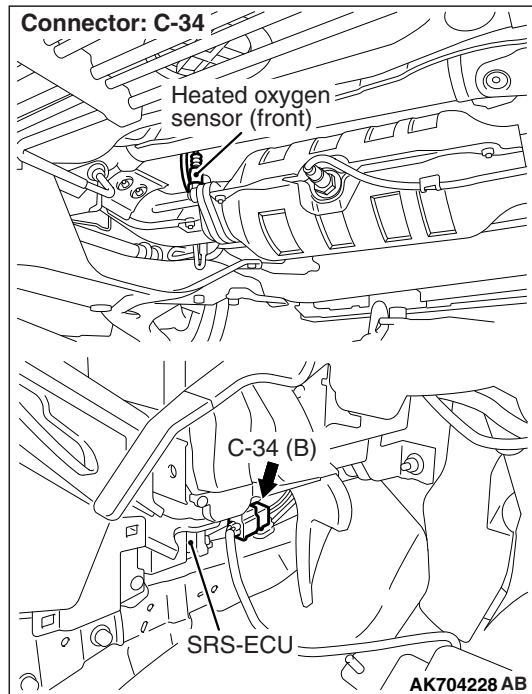 Connector: C-34
Heated oxygen
sensor (front)
C-34 (B)
SRS-ECU
AK704228 AB